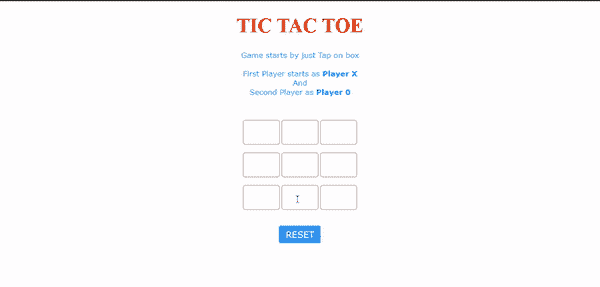 TIC TAC TOE
Game starts by just Tap on box
First Player starts as Player X
And
Second Player as Player 0
RESET